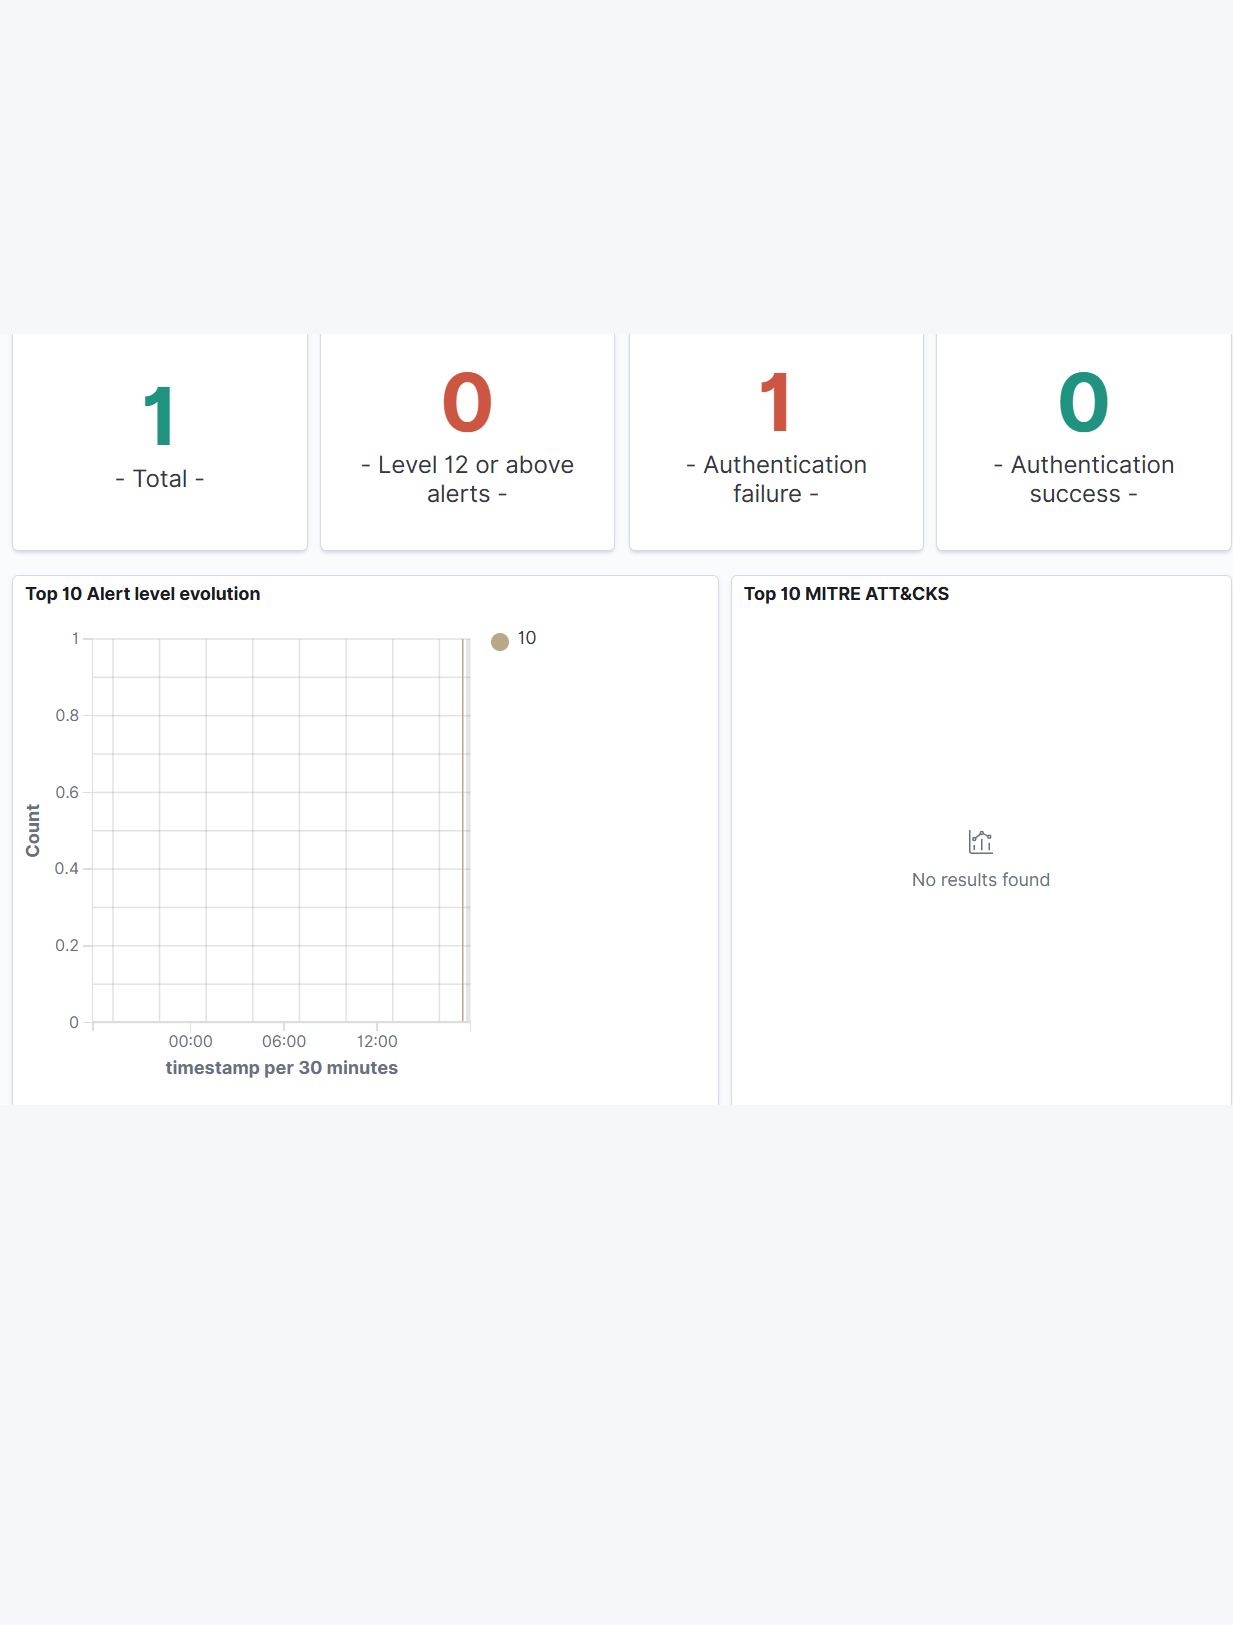 1
- Total -
0
- Level 12 or above
alerts -
1
- Authentication
failure -
0
- Authentication
success -
Top 10 Alert level evolution
1
0.8
0.6
0.4
0.2
0
Count
00:00 06:00 12:00
timestamp per 30 minutes
10
Top 10 MITRE ATT&CKS
No results found